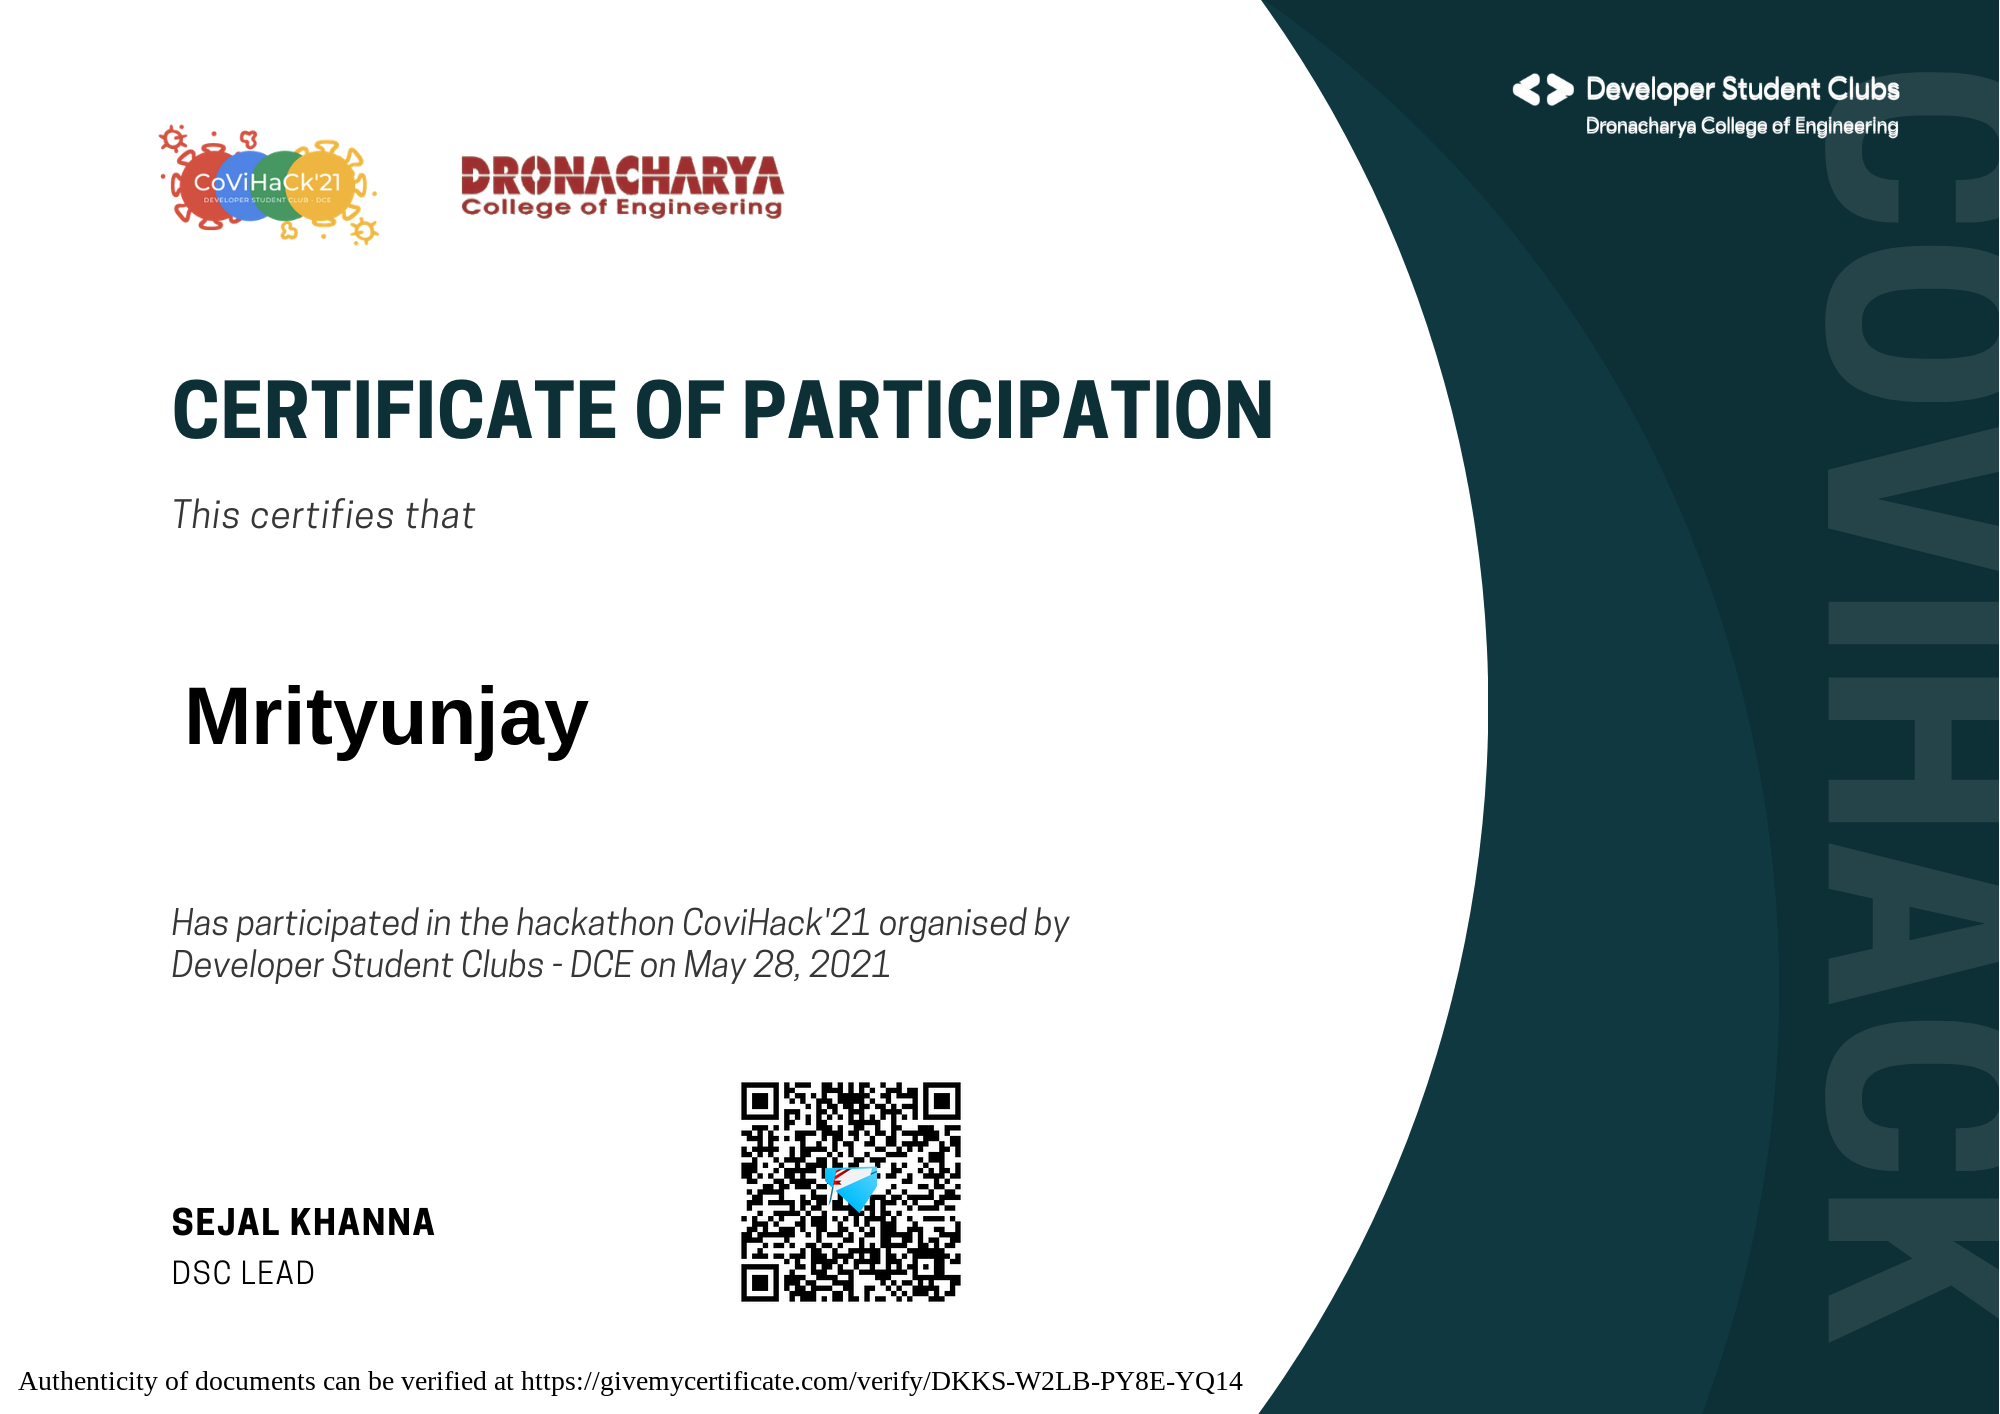 CoViHaCk'21
DEVELOPER STUDENT CLUB - DCE
DRONACHARYA
College of Engineering
Developer Student Clubs
Dronacharya College of Engineering
CERTIFICATE OF PARTICIPATION
This certifies that
Mrityunjay
Has participated in the hackathon CoviHack'21 organised by
Developer Student Clubs - DCE on May 28, 2021
SEJAL KHANNA
DSC LEAD
Authenticity of documents can be verified at https://givemycertificate.com/verify/DKKS-W2LB-PY8E-YQ14
COVIHACK